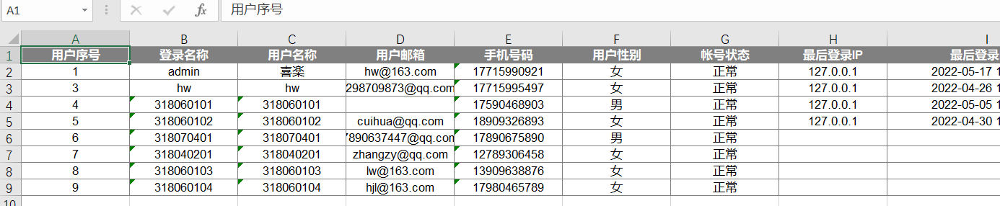 A1 fx 用户序号
A B C D E F G H I
1 用户序号 登录名称 用户名称 用户邮箱 手机号码 用户性别 帐号状态 最后登录IP 最后登录
2 1 admin 喜楽 hw@163.com 17715990921 女 正常 127.0.0.1 2022-05-17 1
3 3 hw hw 298709873@qq.com 17715995497 女 正常 127.0.0.1 2022-04-26 1
4 4 318060101 318060101 17590468903 男 正常 127.0.0.1 2022-05-05 1
5 5 318060102 318060102 cuihua@qq.com 18909326893 女 正常 127.0.0.1 2022-04-30 1
6 6 318070401 318070401 7890637447@qq.com 17890675890 男 正常
7 7 318040201 318040201 zhangzy@qq.com 12789306458 女 正常
8 8 318060103 318060103 lw@163.com 13909638876 女 正常
9 9 318060104 318060104 hjl@163.com 17980465789 女 正常
10